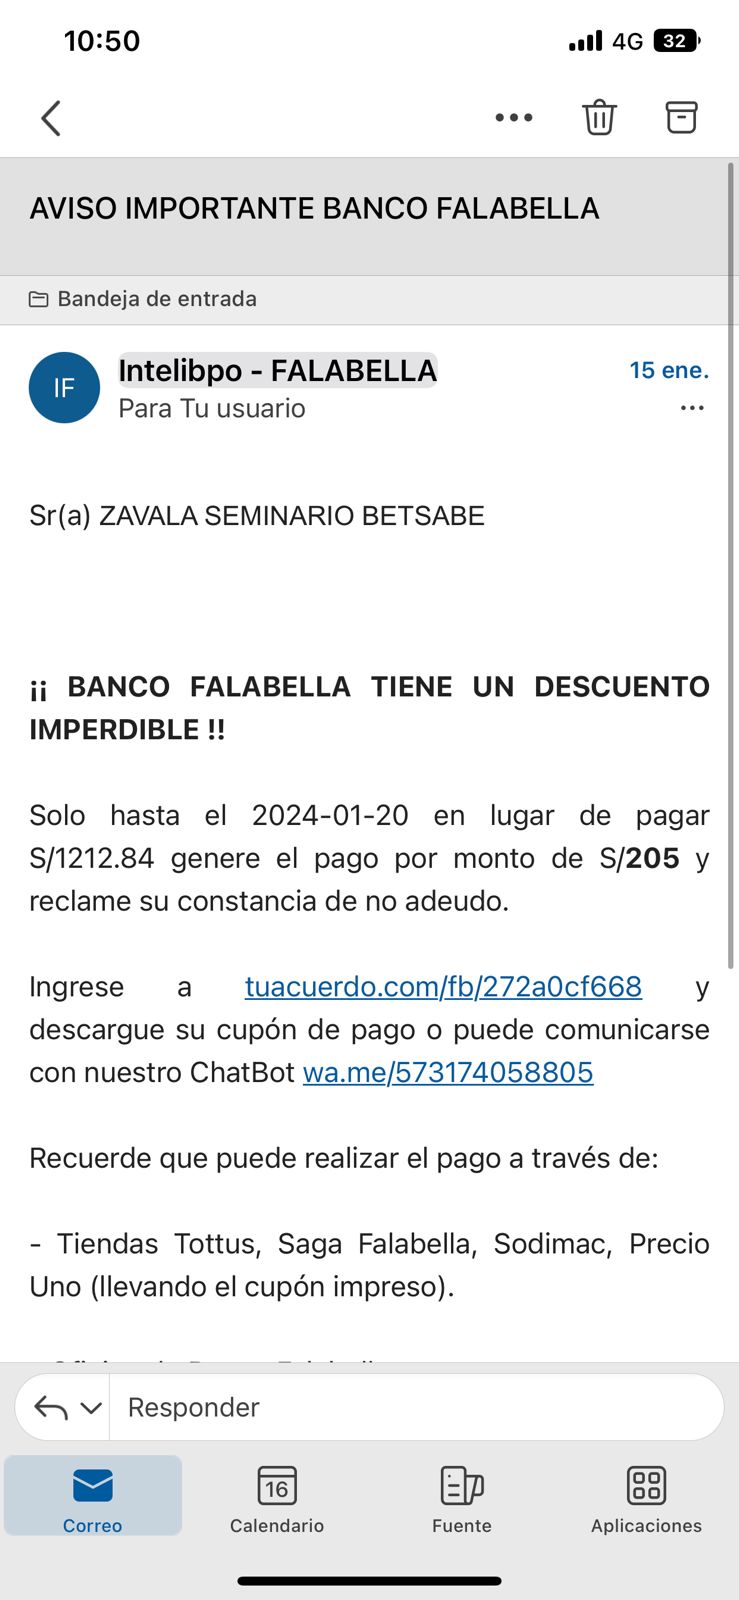 10:50
4G 32
AVISO IMPORTANTE BANCO FALABELLA
Bandeja de entrada
IF
Intelibpo - FALABELLA
15 ene.
Para Tu usuario
Sr(a) ZAVALA SEMINARIO BETSABE
¡¡ BANCO FALABELLA TIENE UN DESCUENTO
IMPERDIBLE !!
Solo hasta el 2024-01-20 en lugar de pagar
S/1212.84 genere el pago por monto de S/205 y
reclame su constancia de no adeudo.
Ingrese a tuacuerdo.com/fb/272a0cf668 y
descargue su cupón de pago o puede comunicarse
con nuestro ChatBot wa.me/573174058805
Recuerde que puede realizar el pago a través de:
- Tiendas Tottus, Saga Falabella, Sodimac, Precio
Uno (llevando el cupón impreso).
Responder
16
Correo
Calendario
Fuente
Aplicaciones